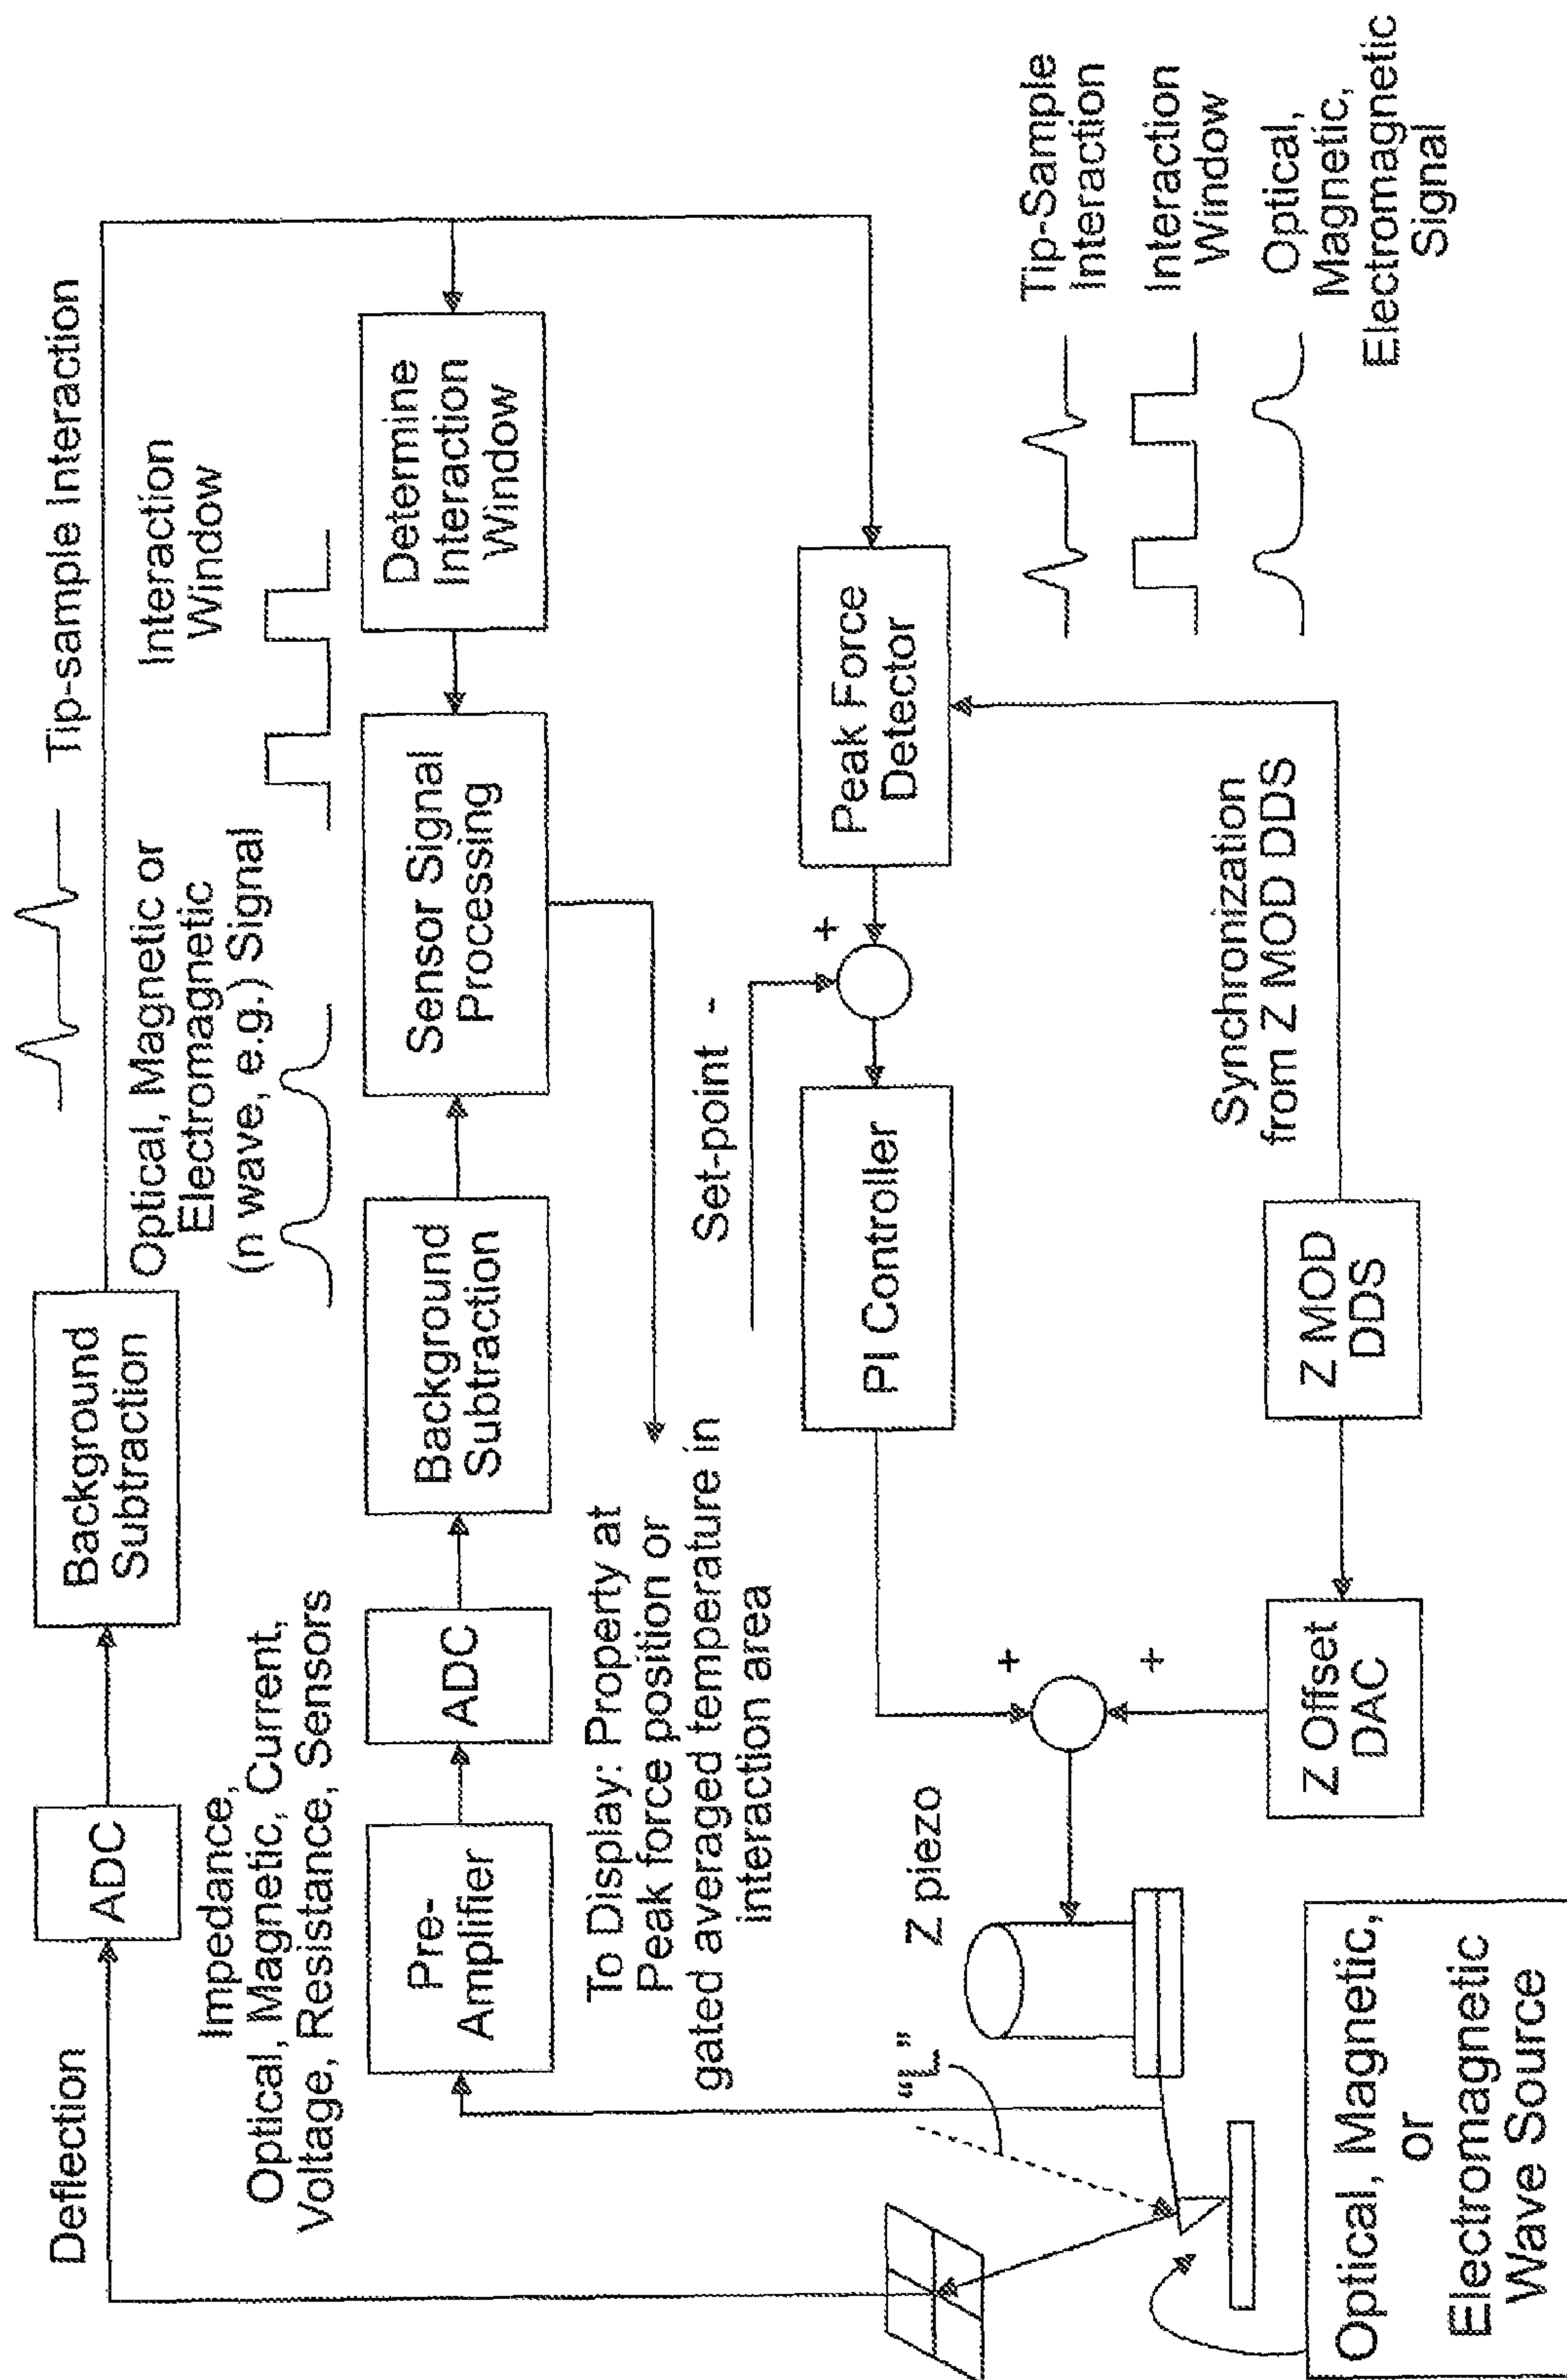 Deflection
ADC
Background
Subtraction
Tip-sample Interaction
Impedance,
Optical, Magnetic, Current,
Voltage, Resistance, Sensors
Optical, Magnetic or
Electromagnetic
(n wave, e.g.) Signal
Interaction
Window
Pre-
Amplifier
ADC
Background
Subtraction
Sensor Signal
Processing
Determine
Interaction
Window
To Display: Property at
Peak force position or
gated averaged temperature in
interaction area
Set-point -
+
PI Controller
Peak Force
Detector
"L"
Z piezo
+
+
Synchronization
from Z MOD DDS
Z Offset
DAC
Z MOD
DDS
Tip-Sample
Interaction
Interaction
Window
Optical,
Magnetic,
Electromagnetic
Signal
Optical, Magnetic,
or
Electromagnetic
Wave Source